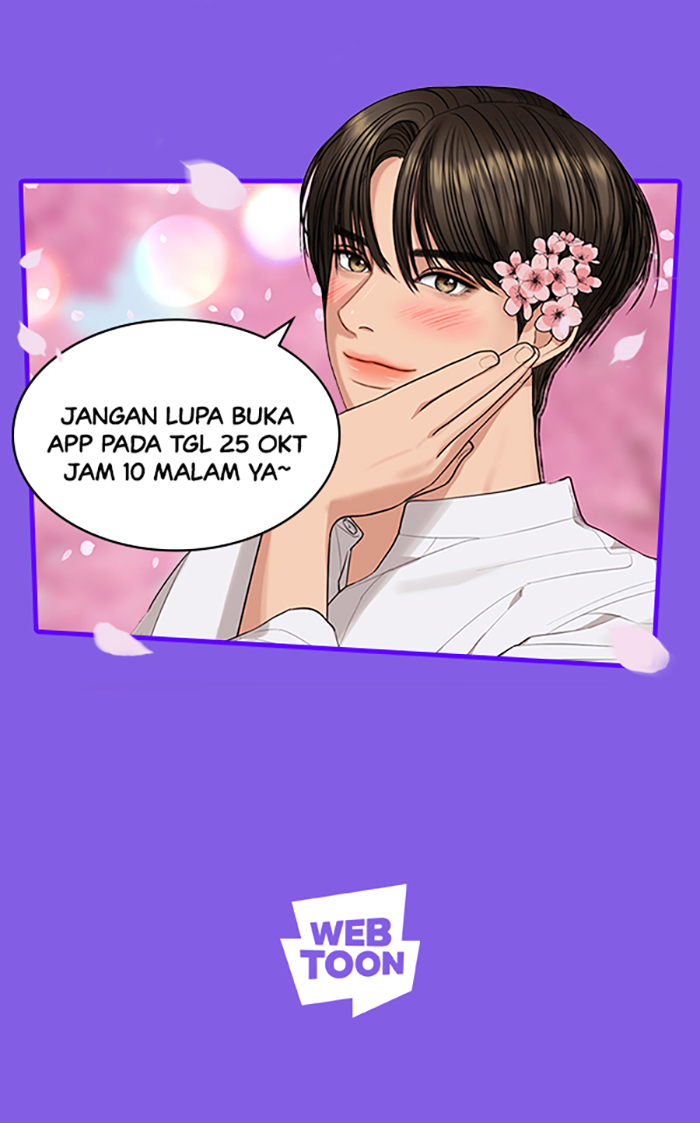 JANGAN LUPA BUKA
APP PADA TGL 25 OKT
JAM 10 MALAM YA~
WEB
TOON